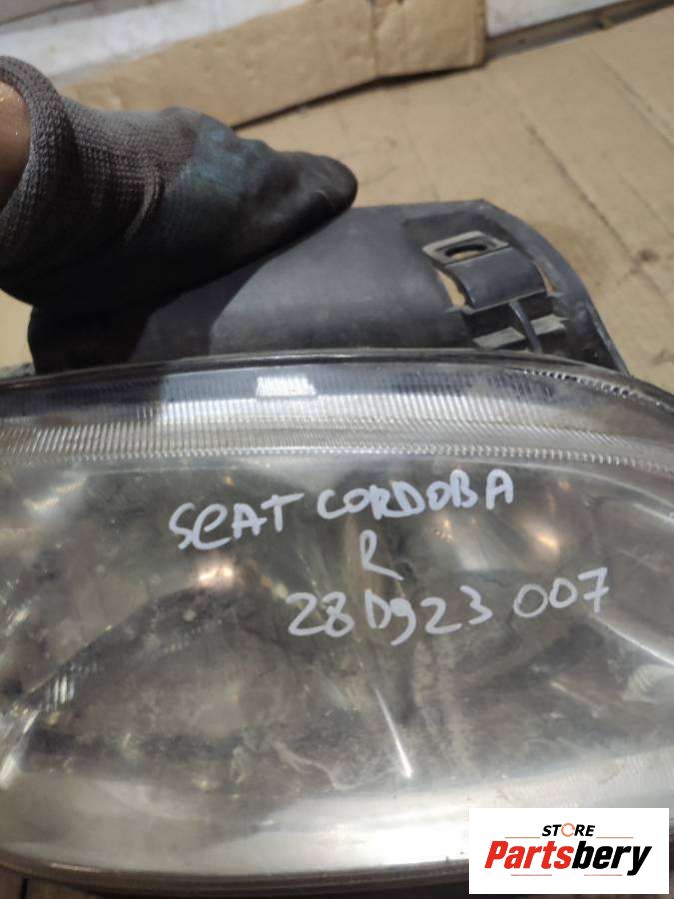 SEAT CORDOBA
R
28D923 007
STORE
Partsbery